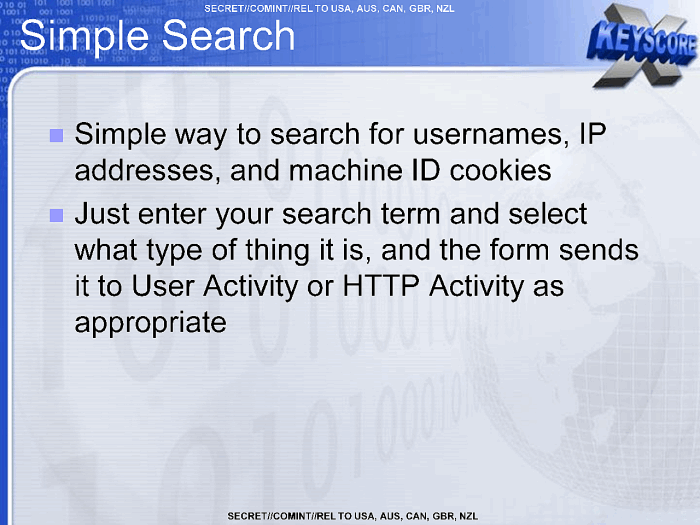 SECRET//COMINT//REL TO USA, AUS, CAN, GBR, NZL
Simple Search
X KEYSCORE
Simple way to search for usernames, IP
addresses, and machine ID cookies
Just enter your search term and select
what type of thing it is, and the form sends
it to User Activity or HTTP Activity as
appropriate
SECRET//COMINT//REL TO USA, AUS, CAN, GBR, NZL